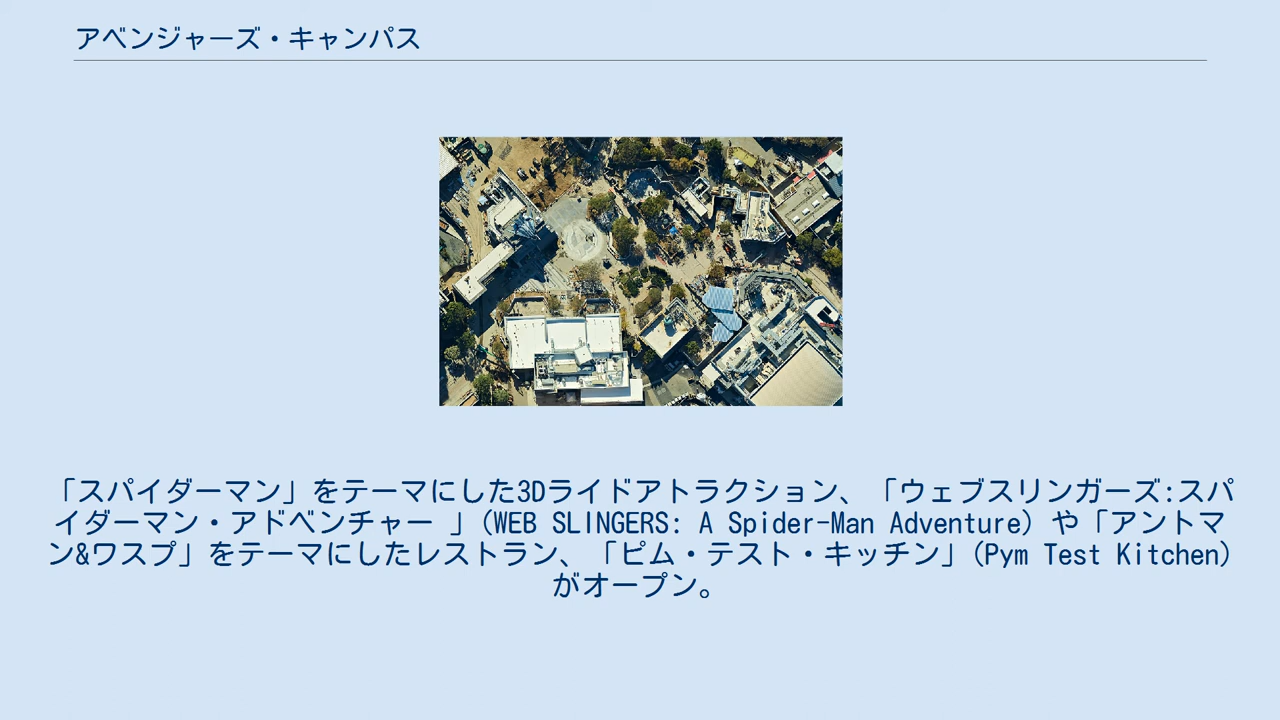 アベンジャーズ・キャンパス
「スパイダーマン」をテーマにした3Dライドアトラクション、「ウェブスリンガーズ:スパ
イダーマン・アドベンチャー 」(WEB SLINGERS: A Spider-Man Adventure) や「アントマ
ン&ワスプ」をテーマにしたレストラン、「ピム・テスト・キッチン」(Pym Test Kitchen)
がオープン。